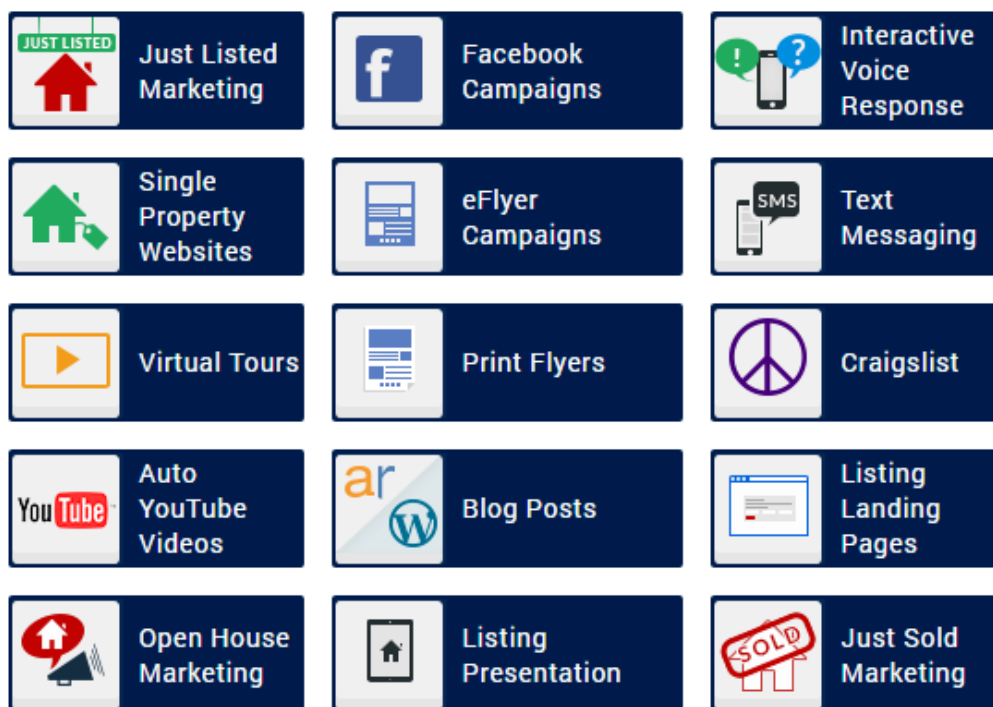 JUST LISTED
Just Listed
Marketing
f
Facebook
Campaigns
!
?
Interactive
Voice
Response
Single
Property
Websites
eFlyer
Campaigns
SMS
Text
Messaging
Virtual Tours
Print Flyers
Craigslist
You Tube
Auto
YouTube
Videos
ar
W
Blog Posts
Listing
Landing
Pages
Open House
Marketing
Listing
Presentation
SOLD
Just Sold
Marketing